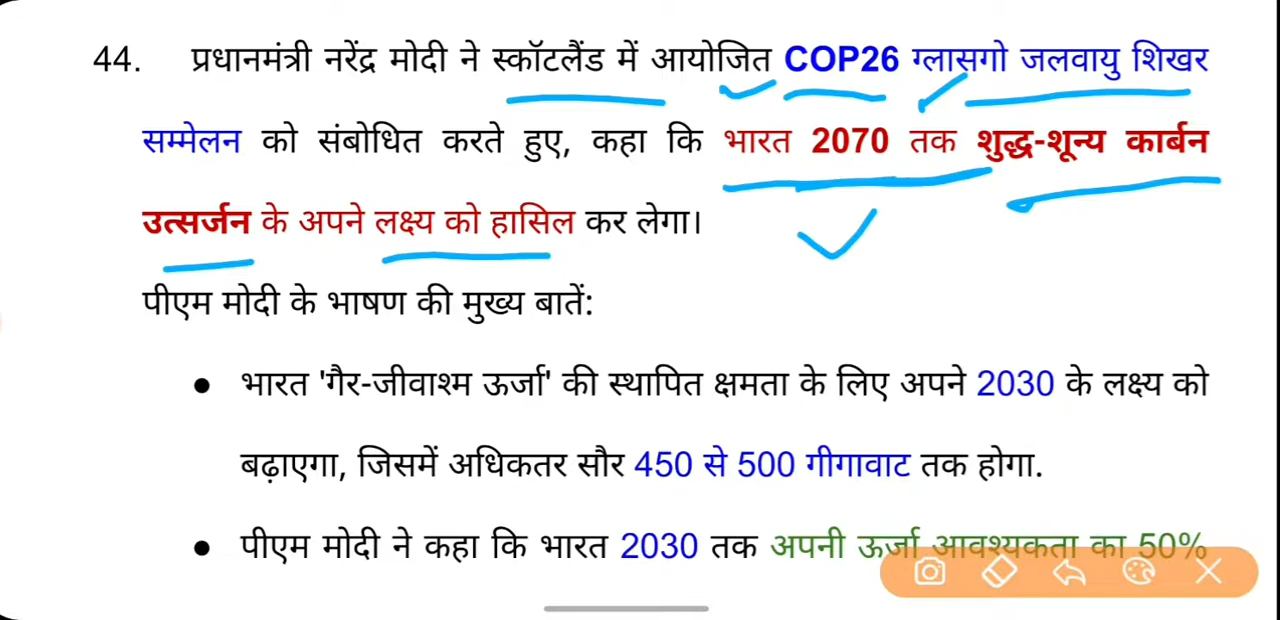 44. प्रधानमंत्री नरेंद्र मोदी ने स्कॉटलैंड में आयोजित COP26 ग्लासगो जलवायु शिखर
सम्मेलन को संबोधित करते हुए, कहा कि भारत 2070 तक शुद्ध-शून्य कार्बन
उत्सर्जन के अपने लक्ष्य को हासिल कर लेगा।
पीएम मोदी के भाषण की मुख्य बातें:
● भारत 'गैर-जीवाश्म ऊर्जा' की स्थापित क्षमता के लिए अपने 2030 के लक्ष्य को
बढ़ाएगा, जिसमें अधिकतर सौर 450 से 500 गीगावाट तक होगा.
● पीएम मोदी ने कहा कि भारत 2030 तक अपनी ऊर्जा आवश्यकता का 50%